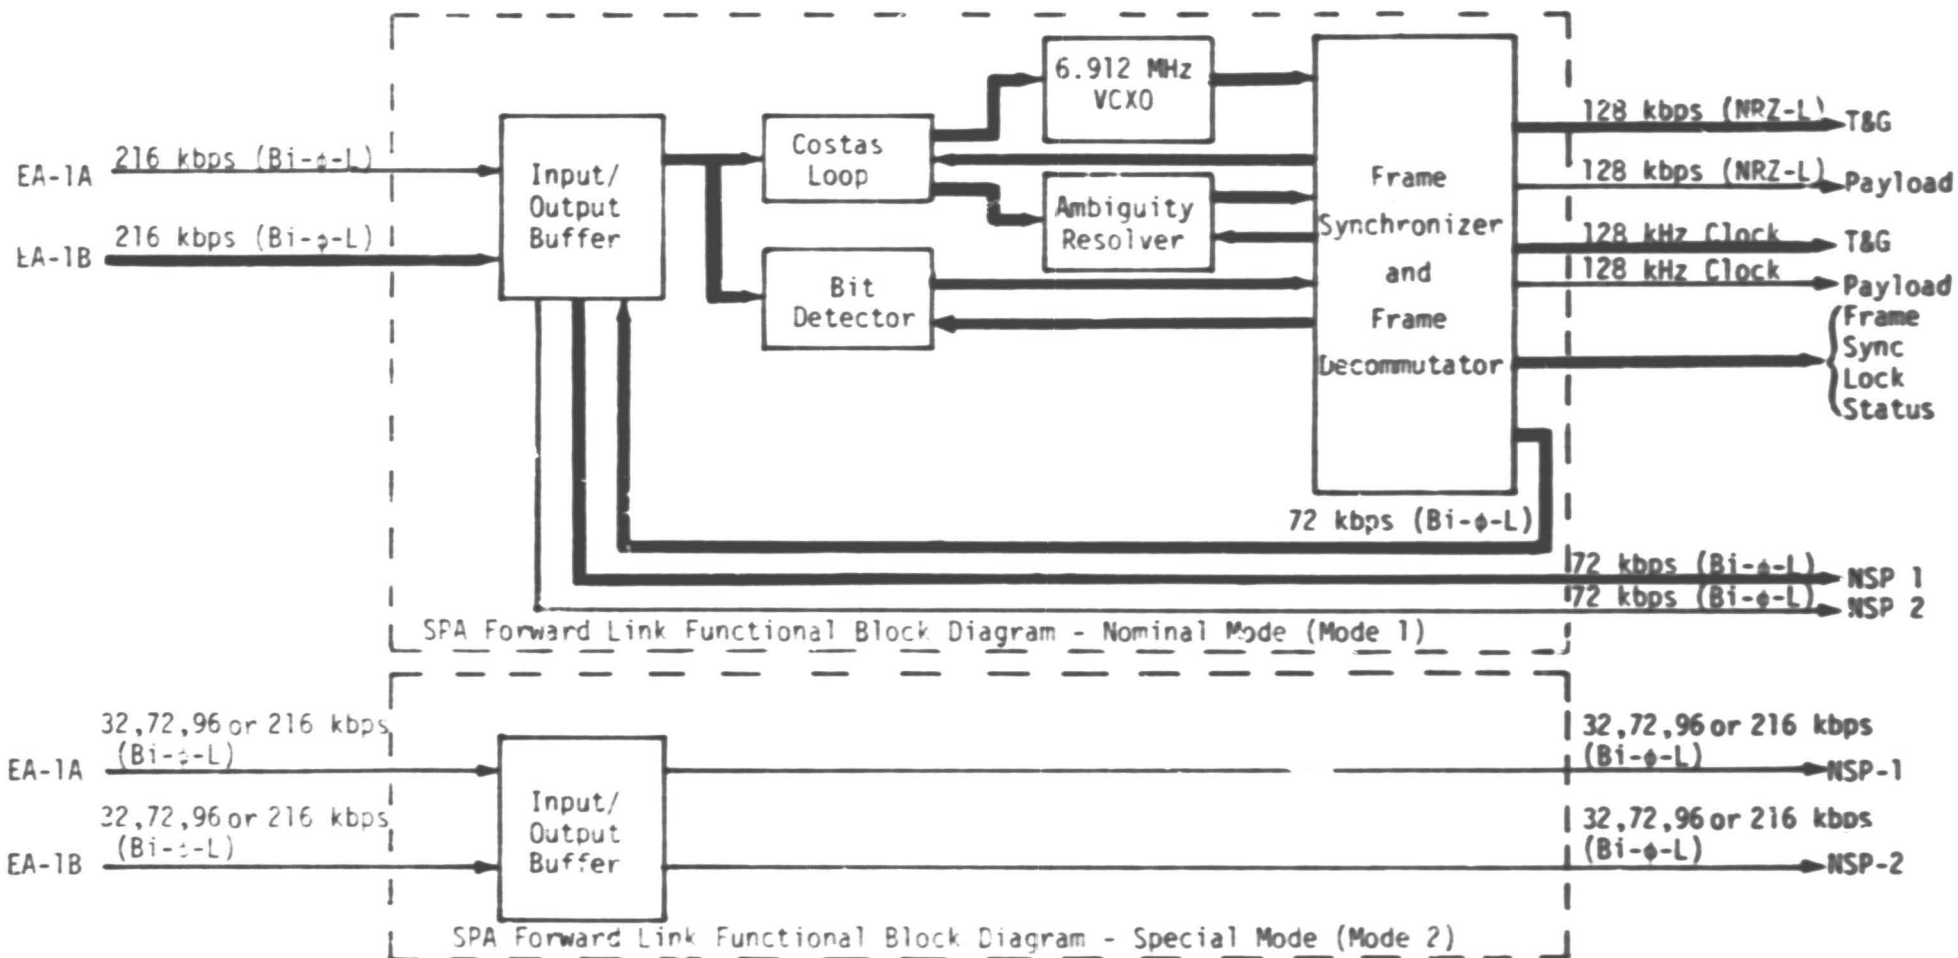 6.912 MHz
VCXO
128 kbps (NRZ-L)
T&G
EA-1A
216 kbps (Bi-ϕ-L)
Input/
Output
Buffer
Costas
Loop
Frame
Synchronizer
and
Frame
Decommutator
128 kbps (NRZ-L)
Payload
EA-1B
216 kbps (Bi-ϕ-L)
Ambiguity
Resolver
128 kHz Clock
T&G
Bit
Detector
128 kHz Clock
Payload
Frame
Sync
Lock
Status
72 kbps (Bi-ϕ-L)
72 kbps (Bi-ϕ-L)
NSP 1
72 kbps (Bi-ϕ-L)
NSP 2
SPA Forward Link Functional Block Diagram - Nominal Mode (Mode 1)
32,72,96 or 216 kbps
(Bi-ϕ-L)
EA-1A
32,72,96 or 216 kbps
(Bi-ϕ-L)
NSP-1
Input/
Output
Buffer
32,72,96 or 216 kbps
(Bi-ϕ-L)
EA-1B
32,72,96 or 216 kbps
(Bi-ϕ-L)
NSP-2
SPA Forward Link Functional Block Diagram - Special Mode (Mode 2)